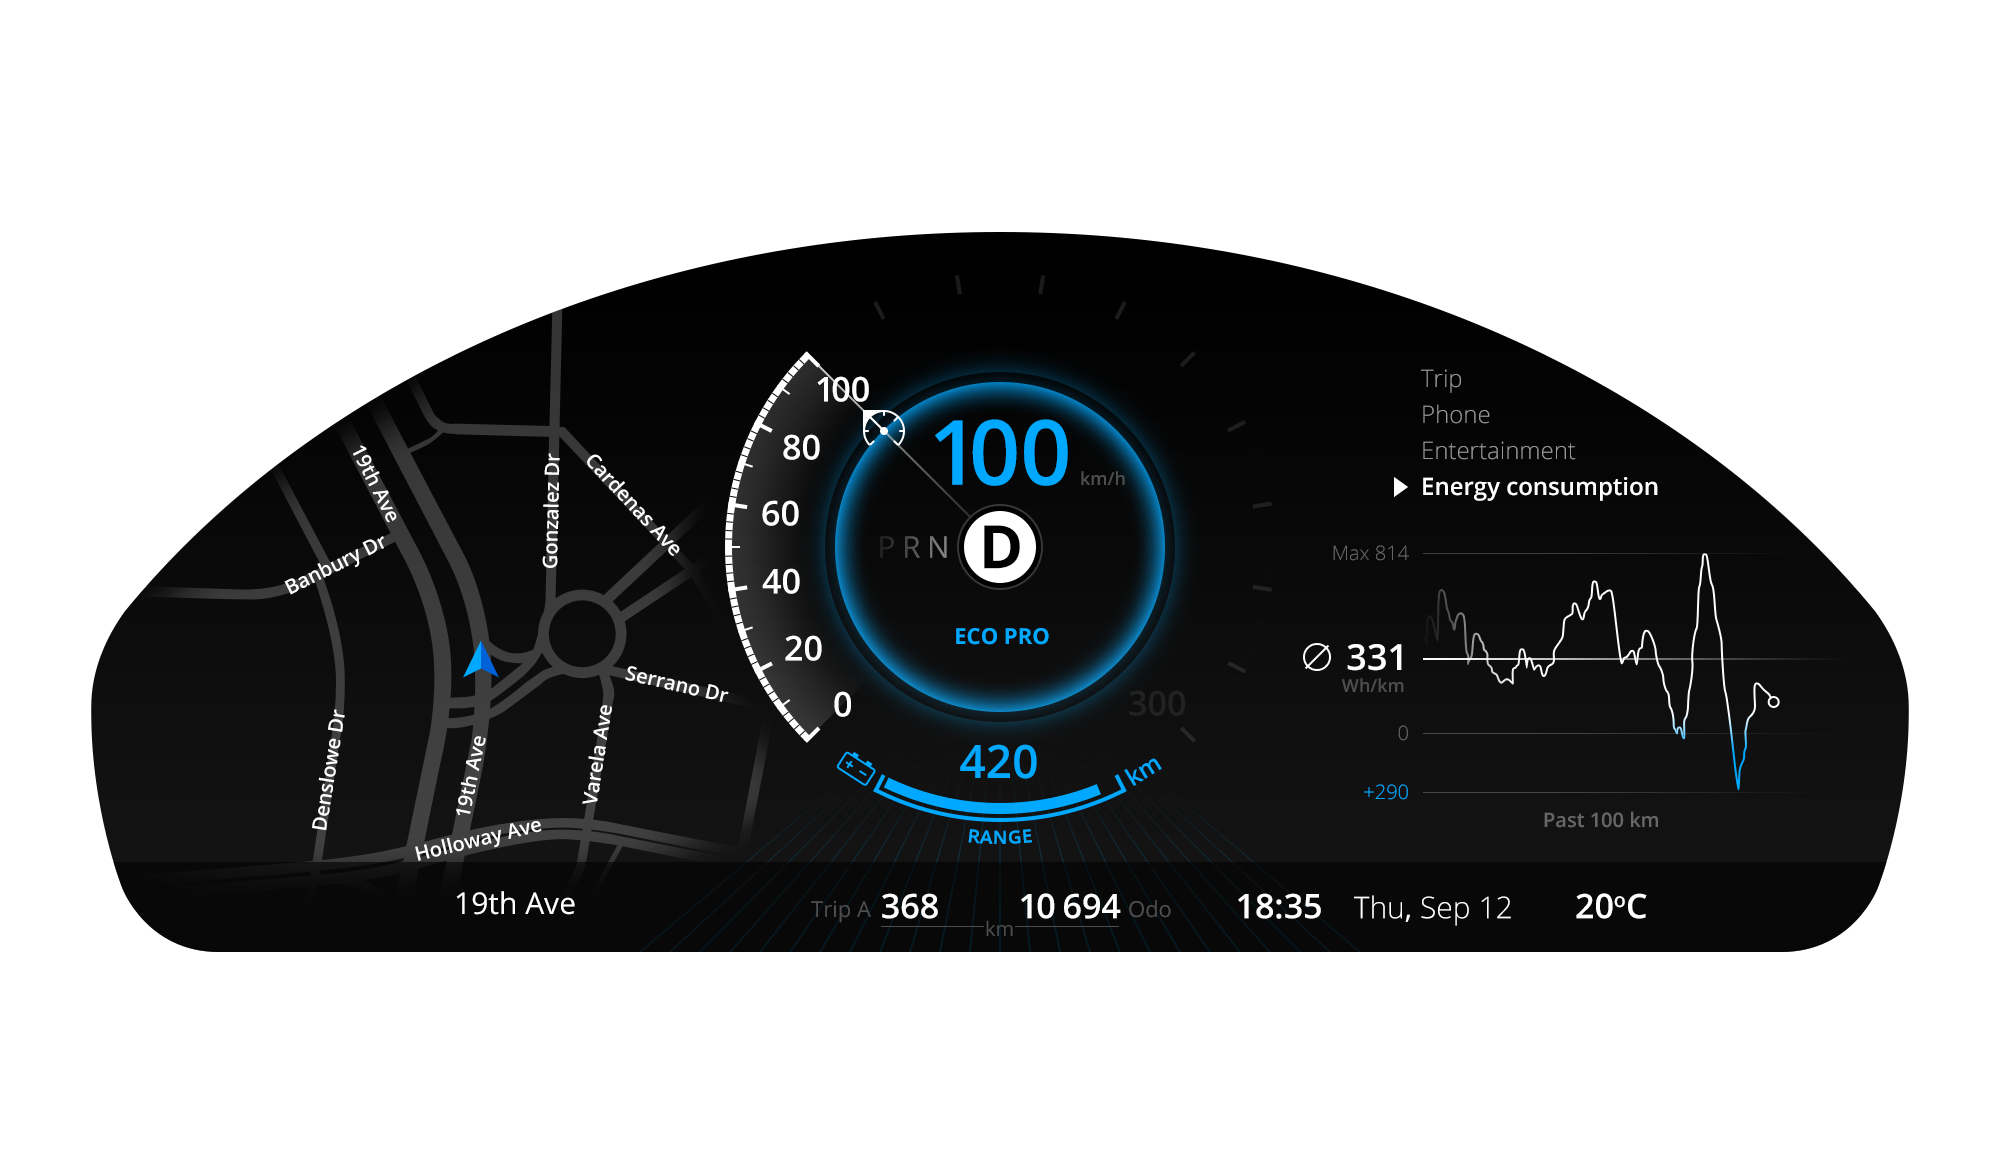 19th Ave
Banbury Dr
Gonzalez Dr
Cardenas Ave
Serrano Dr
Denslowe Dr
19th Ave
Varela Ave
Holloway Ave
19th Ave
100
80
60
40
20
0
300
100 km/h
P R N D
ECO PRO
420 km
RANGE
Trip A 368 10 694 Odo
km
Trip
Phone
Entertainment
Energy consumption
Max 814
Ø 331
Wh/km
0
+290
Past 100 km
18:35 Thu, Sep 12 20ºC